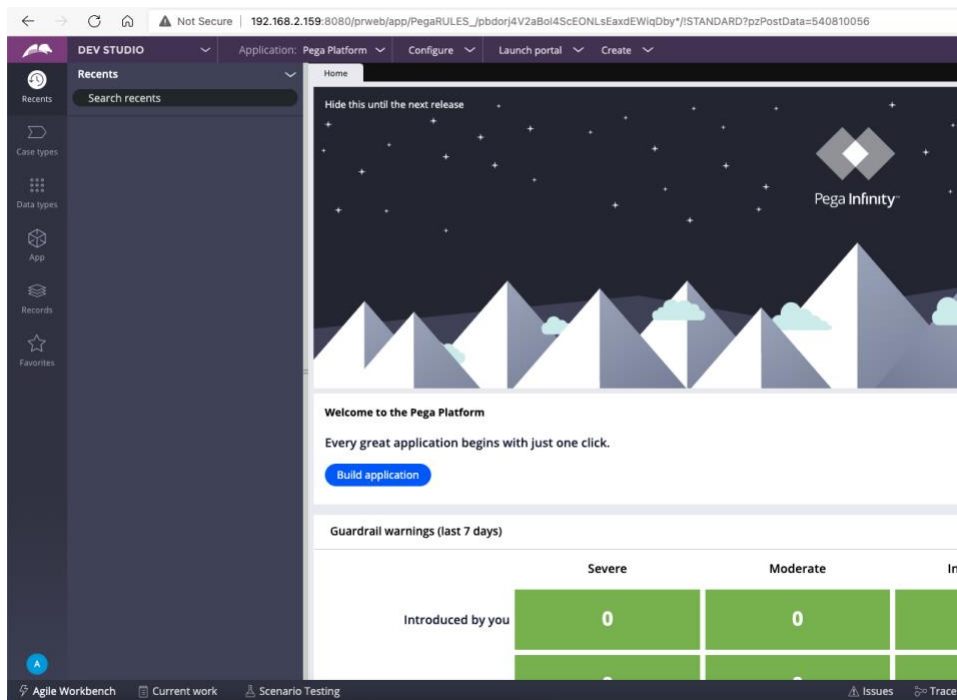 Not Secure 192.168.2.159:8080/prweb/app/PegaRULES_/pbdorj4V2aBol4ScEONLsEaxdEWiqDby*/!STANDARD?pzPostData=540810056
DEV STUDIO Application: Pega Platform Configure Launch portal Create
Recents
Home
Recents
Search recents
Case types
Data types
App
Records
Favorites
Hide this until the next release
Pega Infinity™
Welcome to the Pega Platform
Every great application begins with just one click.
Build application
Guardrail warnings (last 7 days)
Severe Moderate In
Introduced by you 0 0
A
Agile Workbench Current work Scenario Testing Issues Trace